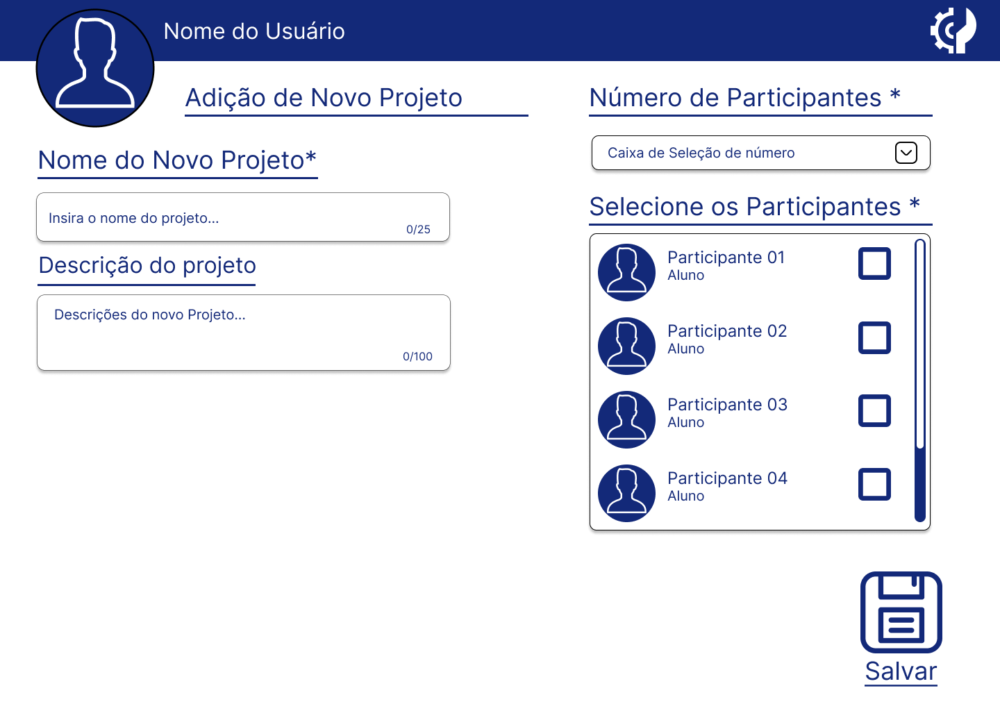 Nome do Usuário
Adição de Novo Projeto
Nome do Novo Projeto*
Insira o nome do projeto...
0/25
Descrição do projeto
Descrições do novo Projeto...
0/100
Número de Participantes *
Caixa de Seleção de número
Selecione os Participantes *
Participante 01
Aluno
Participante 02
Aluno
Participante 03
Aluno
Participante 04
Aluno
Salvar